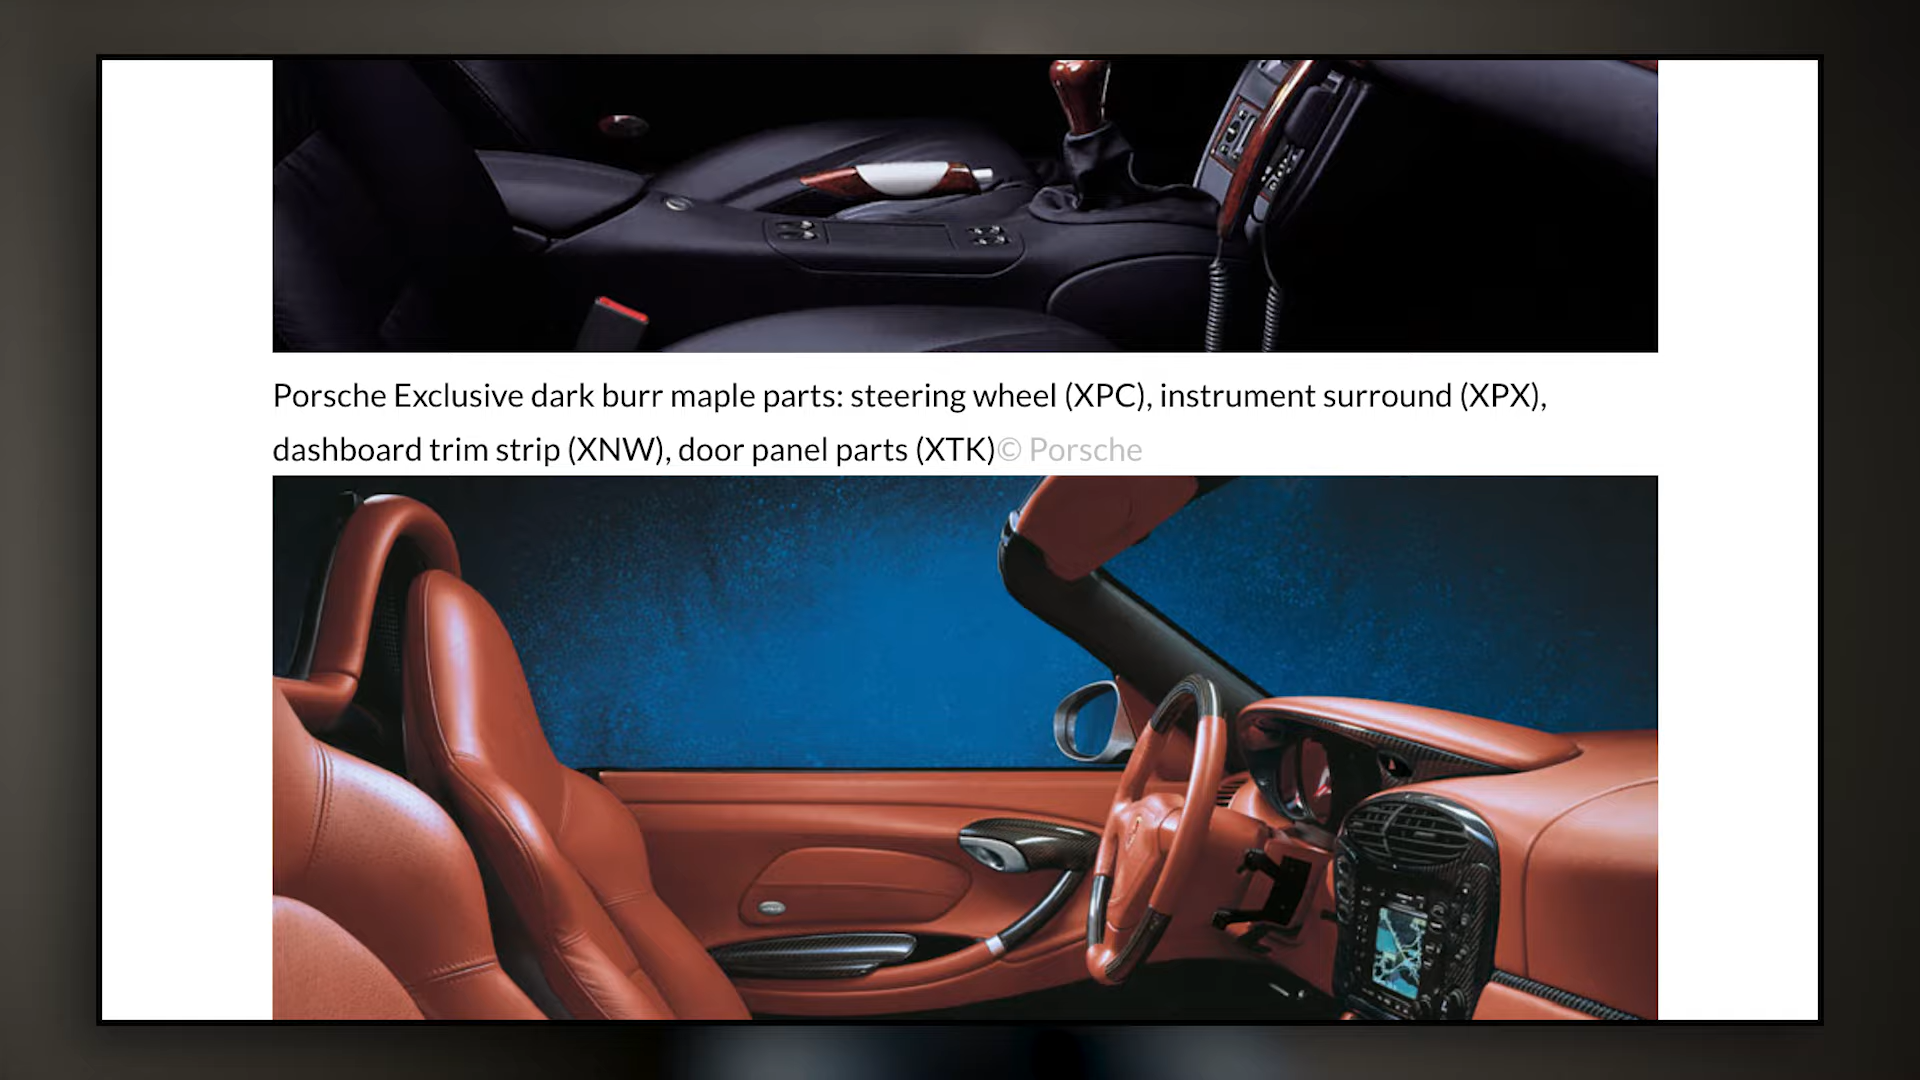 Porsche Exclusive dark burr maple parts: steering wheel (XPC), instrument surround (XPX),
dashboard trim strip (XNW), door panel parts (XTK)© Porsche